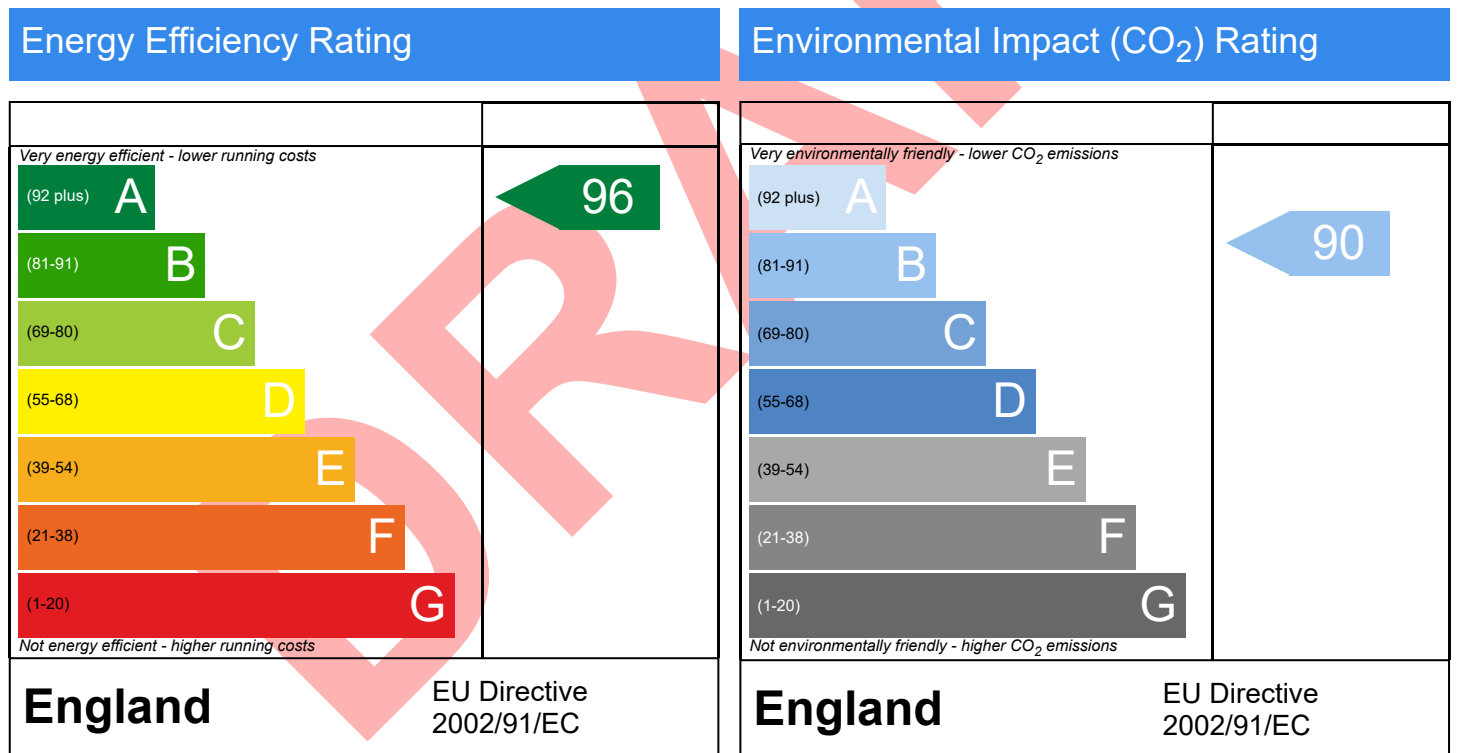 Energy Efficiency Rating
Very energy efficient - lower running costs
(92 plus) A
(81-91) B
(69-80) C
(55-68) D
(39-54) E
(21-38) F
(1-20) G
Not energy efficient - higher running costs
96
England
EU Directive
2002/91/EC
Environmental Impact (CO₂) Rating
Very environmentally friendly - lower CO₂ emissions
(92 plus) A
(81-91) B
(69-80) C
(55-68) D
(39-54) E
(21-38) F
(1-20) G
Not environmentally friendly - higher CO₂ emissions
90
England
EU Directive
2002/91/EC
DRA